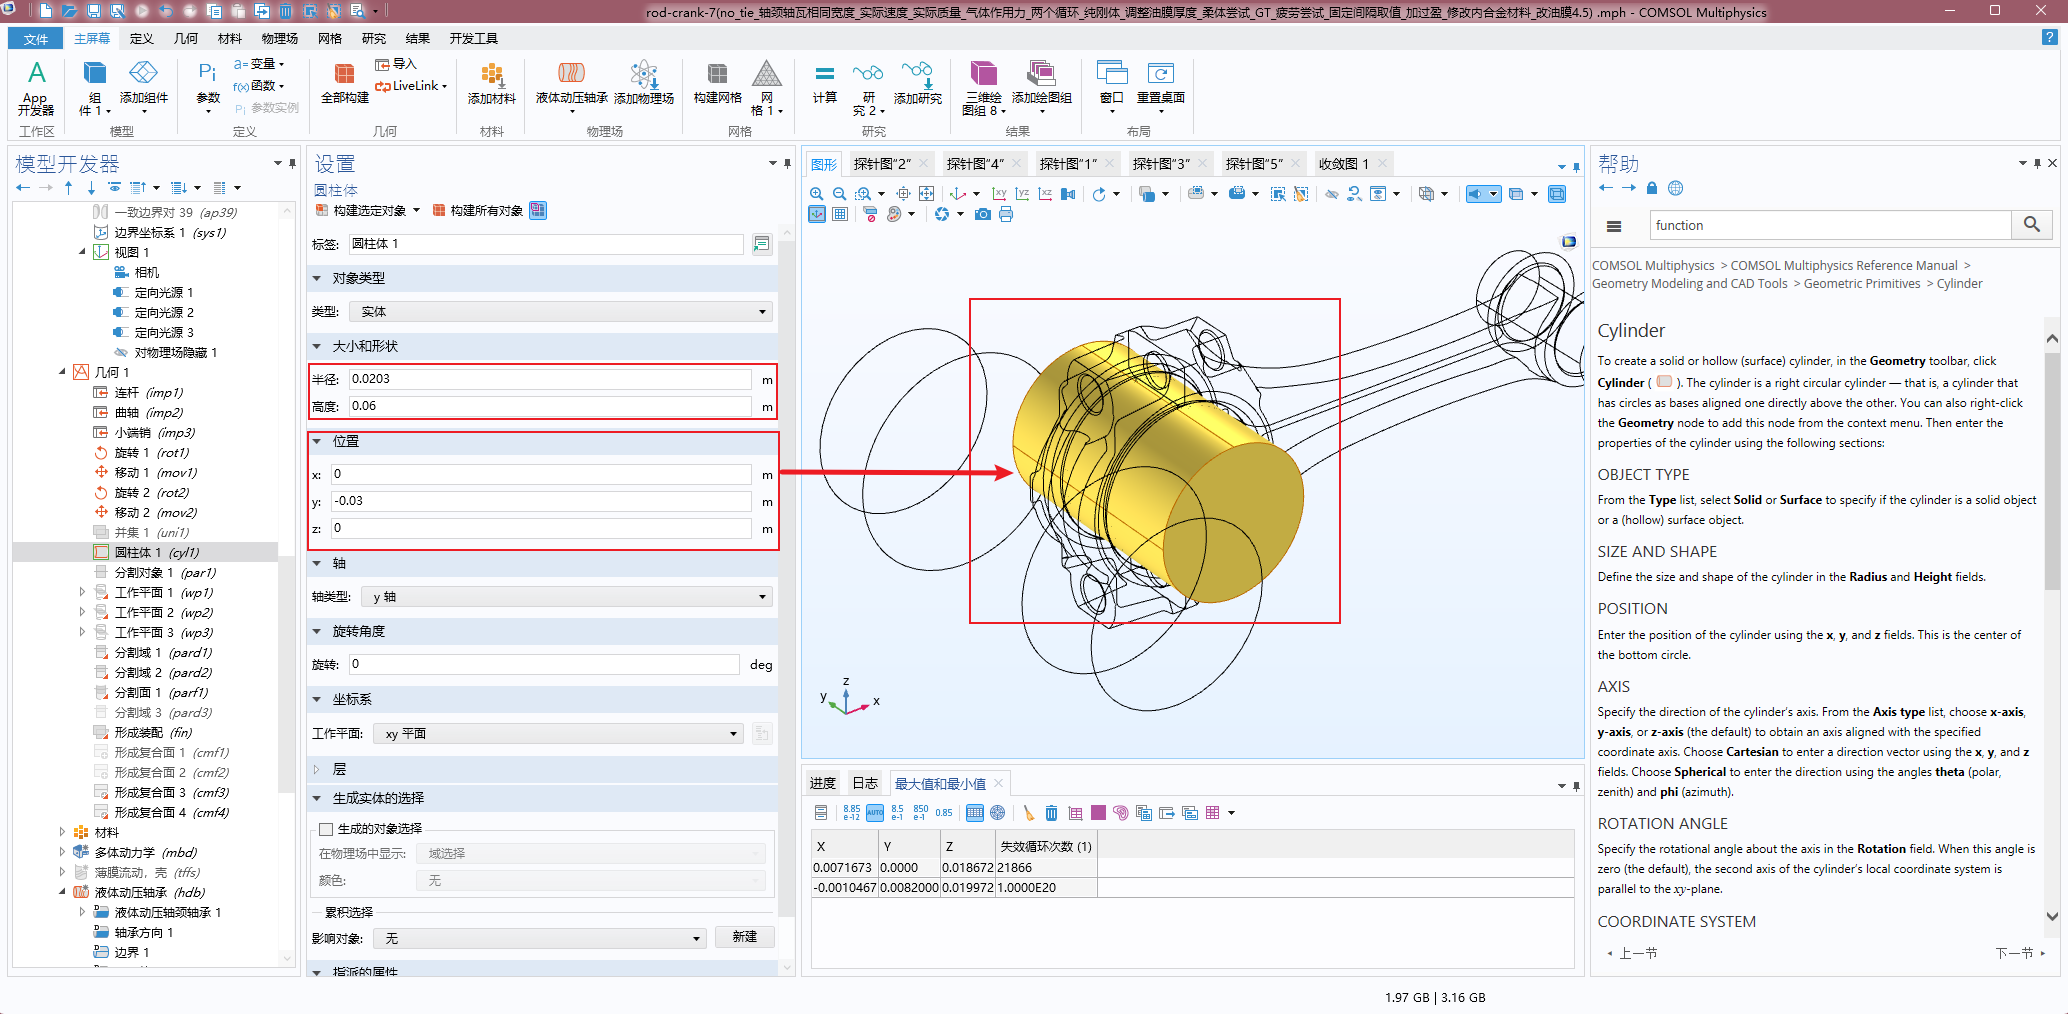 rod-crank-7(no_tie_轴颈轴瓦相同宽度_实际速度_实际质量_气体作用力_两个循环_纯刚体_调整油膜厚度_柔体尝试_GT_疲劳尝试_固定间隔取值_加过盈_修改内合金材料_改油膜4.5) .mph - COMSOL Multiphysics
文件 主屏幕 定义 几何 材料 物理场 网格 研究 结果 开发工具
App 开发器
工作区
组件 1
添加组件
模型
Pi 参数
a= 变量
f(x) 函数
Pi 参数实例
定义
全部构建
导入
LiveLink
几何
添加材料
材料
液体动压轴承
添加物理场
物理场
构建网格
网格 1
网格
计算
研究 2
添加研究
研究
三维绘图组 8
添加绘图组
结果
窗口
重置桌面
布局
模型开发器
一致边界对 39 (ap39)
边界坐标系 1 (sys1)
视图 1
相机
定向光源 1
定向光源 2
定向光源 3
对物理场隐藏 1
几何 1
连杆 (imp1)
曲轴 (imp2)
小端销 (imp3)
旋转 1 (rot1)
移动 1 (mov1)
旋转 2 (rot2)
移动 2 (mov2)
并集 1 (uni1)
圆柱体 1 (cyl1)
分割对象 1 (par1)
工作平面 1 (wp1)
工作平面 2 (wp2)
工作平面 3 (wp3)
分割域 1 (pard1)
分割域 2 (pard2)
分割面 1 (parf1)
分割域 3 (pard3)
形成装配 (fin)
形成复合面 1 (cmf1)
形成复合面 2 (cmf2)
形成复合面 3 (cmf3)
形成复合面 4 (cmf4)
材料
多体动力学 (mbd)
薄膜流动，壳 (tffs)
液体动压轴承 (hdb)
液体动压轴颈轴承 1
轴承方向 1
边界 1
设置
圆柱体
构建选定对象 构建所有对象
标签: 圆柱体 1
对象类型
类型: 实体
大小和形状
半径: 0.0203 m
高度: 0.06 m
位置
x: 0 m
y: -0.03 m
z: 0 m
轴
轴类型: y 轴
旋转角度
旋转: 0 deg
坐标系
工作平面: xy 平面
层
生成实体的选择
生成的对象选择
在物理场中显示: 域选择
颜色: 无
累积选择
影响对象: 无 新建
指派的属性
图形 探针图"2" 探针图"4" 探针图"1" 探针图"3" 探针图"5" 收敛图 1
xy yz xz
z
y x
进度 日志 最大值和最小值
8.85 e-12 AUTO 8.5 e-1 850 e-1 0.85
X Y Z 失效循环次数 (1)
0.0071673 0.0000 0.018672 21866
-0.0010467 0.0082000 0.019972 1.0000E20
帮助
function
COMSOL Multiphysics > COMSOL Multiphysics Reference Manual >
Geometry Modeling and CAD Tools > Geometric Primitives > Cylinder
Cylinder
To create a solid or hollow (surface) cylinder, in the Geometry toolbar, click
Cylinder ( ). The cylinder is a right circular cylinder — that is, a cylinder that
has circles as bases aligned one directly above the other. You can also right-click
the Geometry node to add this node from the context menu. Then enter the
properties of the cylinder using the following sections:
OBJECT TYPE
From the Type list, select Solid or Surface to specify if the cylinder is a solid object
or a (hollow) surface object.
SIZE AND SHAPE
Define the size and shape of the cylinder in the Radius and Height fields.
POSITION
Enter the position of the cylinder using the x, y, and z fields. This is the center of
the bottom circle.
AXIS
Specify the direction of the cylinder's axis. From the Axis type list, choose x-axis,
y-axis, or z-axis (the default) to obtain an axis aligned with the specified
coordinate axis. Choose Cartesian to enter a direction vector using the x, y, and z
fields. Choose Spherical to enter the direction using the angles theta (polar,
zenith) and phi (azimuth).
ROTATION ANGLE
Specify the rotational angle about the axis in the Rotation field. When this angle is
zero (the default), the second axis of the cylinder's local coordinate system is
parallel to the xy-plane.
COORDINATE SYSTEM
上一节 下一节
1.97 GB | 3.16 GB